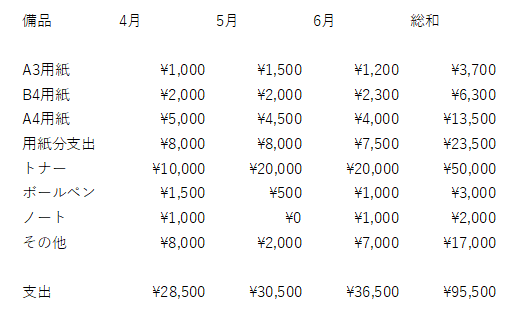 備品 4月 5月 6月 総和
A3用紙 ¥1,000 ¥1,500 ¥1,200 ¥3,700
B4用紙 ¥2,000 ¥2,000 ¥2,300 ¥6,300
A4用紙 ¥5,000 ¥4,500 ¥4,000 ¥13,500
用紙分支出 ¥8,000 ¥8,000 ¥7,500 ¥23,500
トナー ¥10,000 ¥20,000 ¥20,000 ¥50,000
ボールペン ¥1,500 ¥500 ¥1,000 ¥3,000
ノート ¥1,000 ¥0 ¥1,000 ¥2,000
その他 ¥8,000 ¥2,000 ¥7,000 ¥17,000
支出 ¥28,500 ¥30,500 ¥36,500 ¥95,500